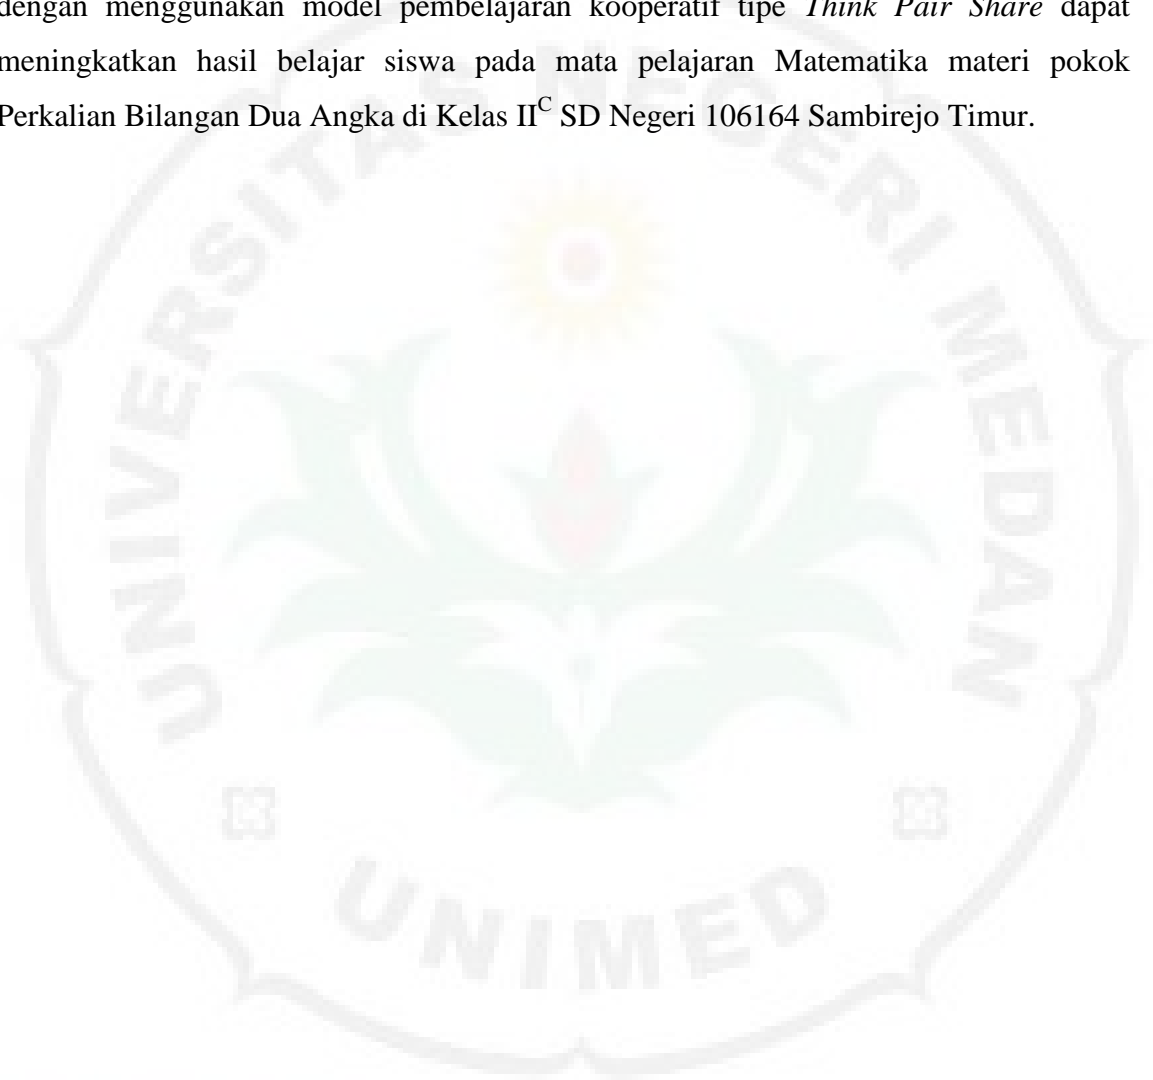 dengan menggunakan model pembelajaran kooperatif tipe Think Pair Share dapat
meningkatkan hasil belajar siswa pada mata pelajaran Matematika materi pokok
Perkalian Bilangan Dua Angka di Kelas II^C SD Negeri 106164 Sambirejo Timur.
UNIVERSITAS NEGERI MEDAN
UNIMED